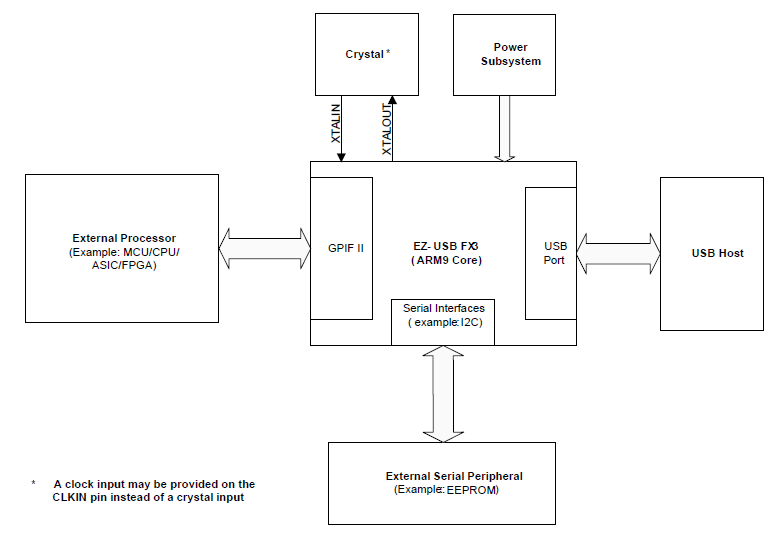 Crystal *
Power
Subsystem
XTALIN
XTALOUT
External Processor
(Example: MCU/CPU/
ASIC/FPGA)
GPIF II
EZ- USB FX3
( ARM9 Core)
USB
Port
USB Host
Serial Interfaces
( example:I2C)
External Serial Peripheral
(Example:EEPROM)
* A clock input may be provided on the
CLKIN pin instead of a crystal input